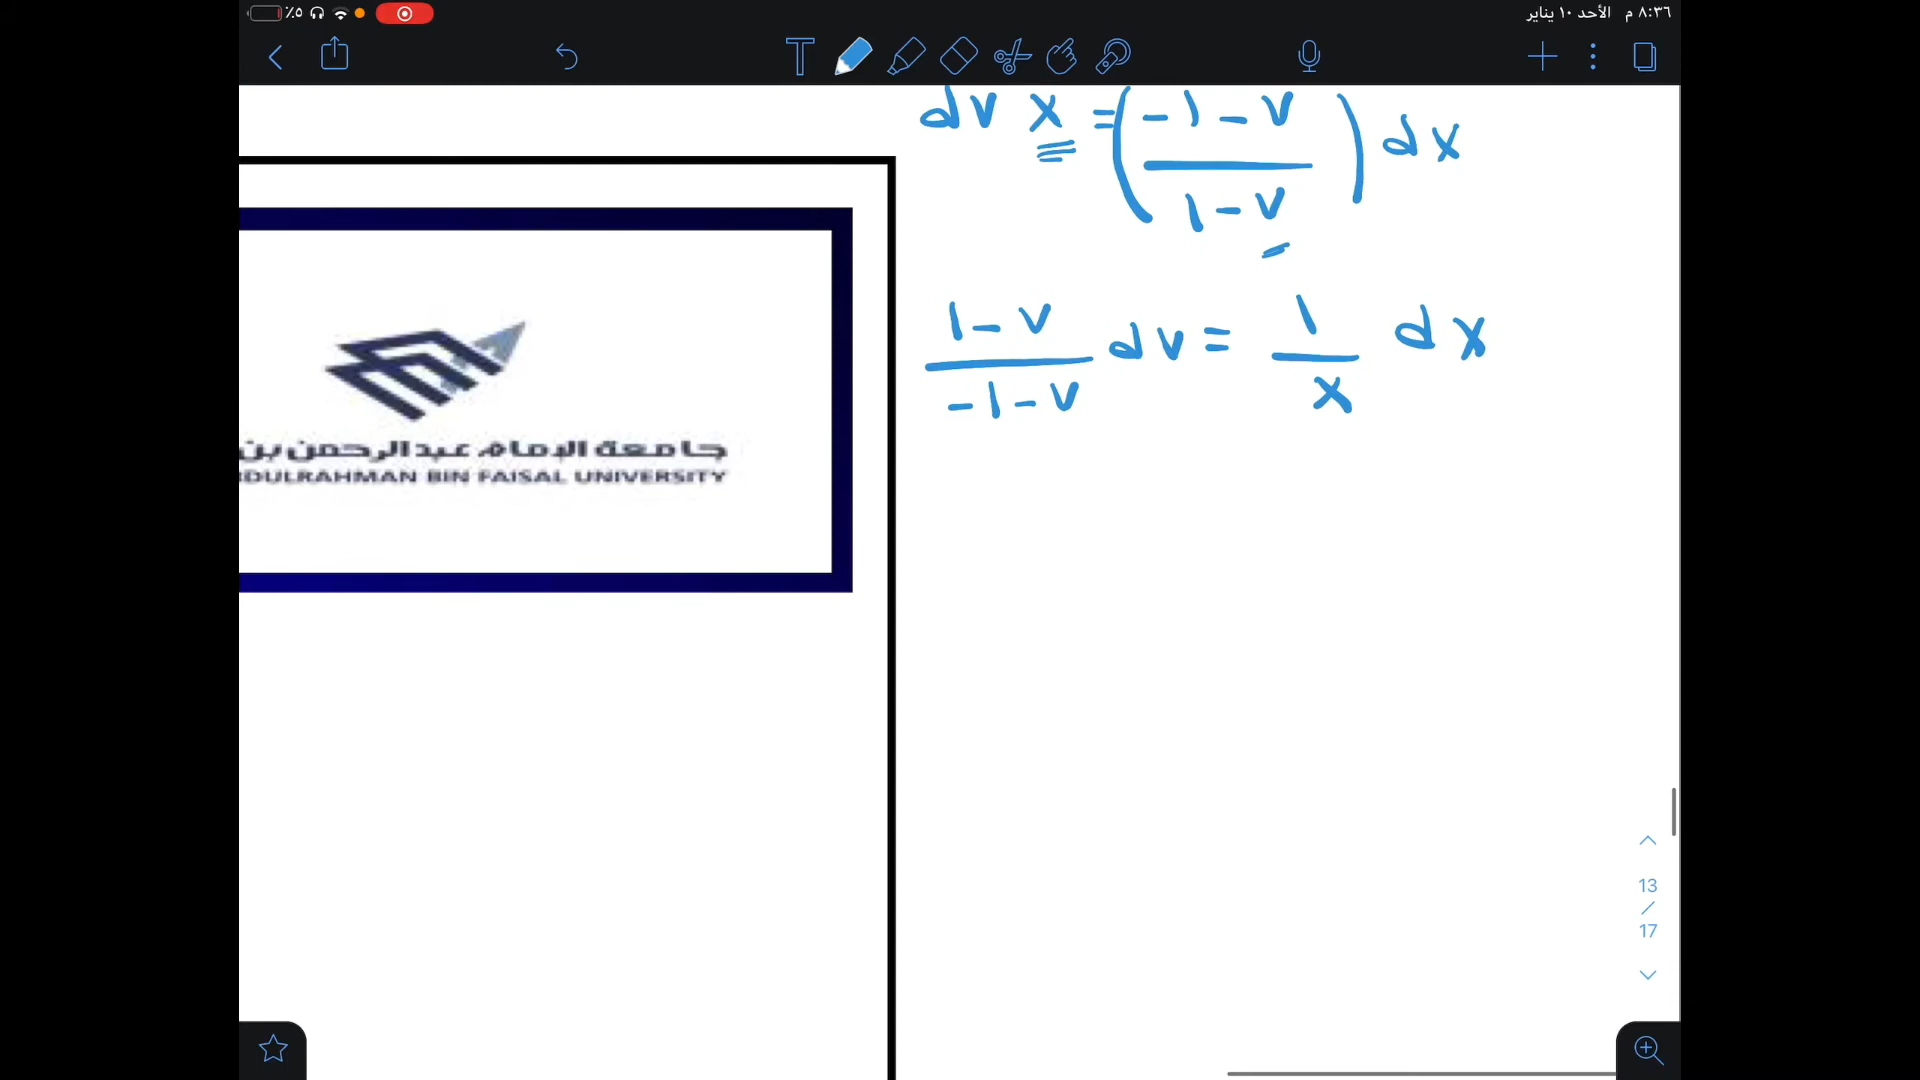 ٪٥
٨:٣٦ م الأحد ١٠ يناير
T
dv x = ( -1 - v / 1 - v ) dx
1 - v / -1 - v dv = 1 / x dx
جامعة الإمام عبدالرحمن بن
DULRAHMAN BIN FAISAL UNIVERSITY
13
/
17